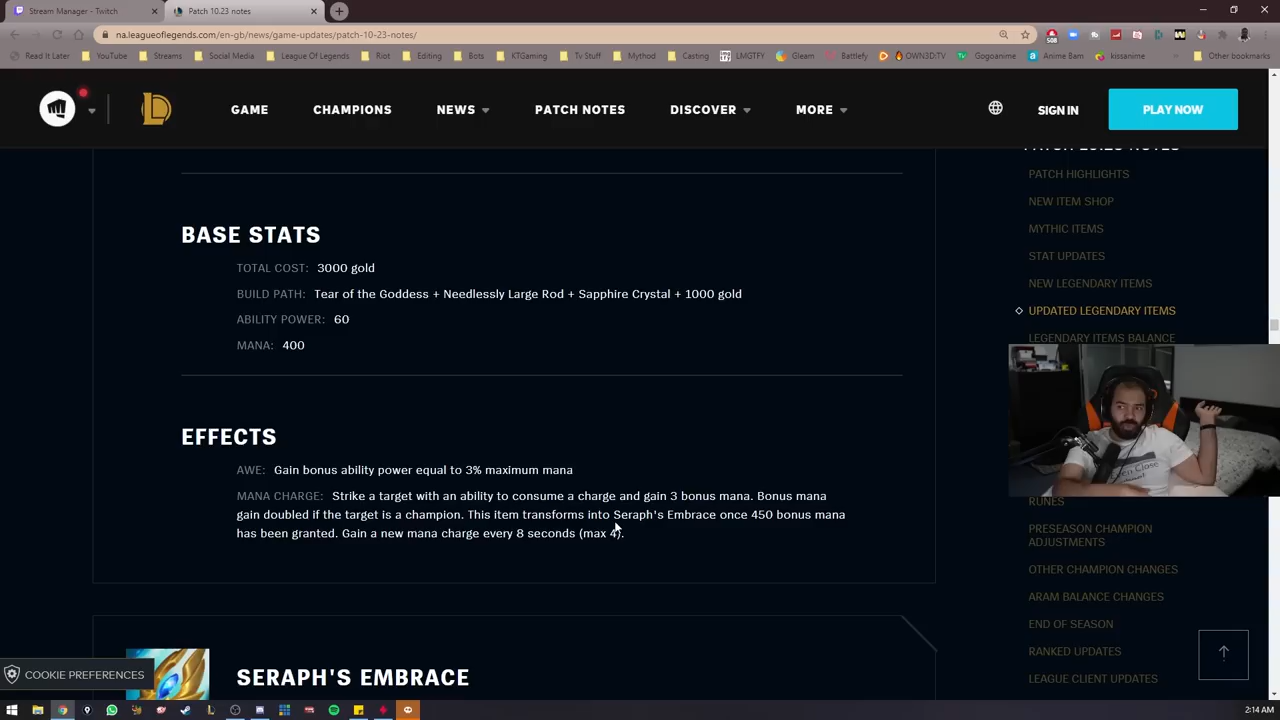 Stream Manager - Twitch
Patch 10.23 notes
na.leagueoflegends.com/en-gb/news/game-updates/patch-10-23-notes/
508
Read It Later YouTube Streams Social Media League Of Legends Riot Editing Bots KTGaming Tv Stuff Mythod Casting LMGTFY Gleam Battlefy OWN3D:TV Gogoanime Anime Bam kissanime Other bookmarks
GAME CHAMPIONS NEWS PATCH NOTES DISCOVER MORE SIGN IN PLAY NOW
PATCH 10.23 NOTES
PATCH HIGHLIGHTS
NEW ITEM SHOP
MYTHIC ITEMS
STAT UPDATES
NEW LEGENDARY ITEMS
UPDATED LEGENDARY ITEMS
LEGENDARY ITEMS BALANCE
RUNES
PRESEASON CHAMPION
ADJUSTMENTS
OTHER CHAMPION CHANGES
ARAM BALANCE CHANGES
END OF SEASON
RANKED UPDATES
LEAGUE CLIENT UPDATES
BASE STATS
TOTAL COST: 3000 gold
BUILD PATH: Tear of the Goddess + Needlessly Large Rod + Sapphire Crystal + 1000 gold
ABILITY POWER: 60
MANA: 400
EFFECTS
AWE: Gain bonus ability power equal to 3% maximum mana
MANA CHARGE: Strike a target with an ability to consume a charge and gain 3 bonus mana. Bonus mana
gain doubled if the target is a champion. This item transforms into Seraph's Embrace once 450 bonus mana
has been granted. Gain a new mana charge every 8 seconds (max 4).
SERAPH'S EMBRACE
COOKIE PREFERENCES
2:14 AM